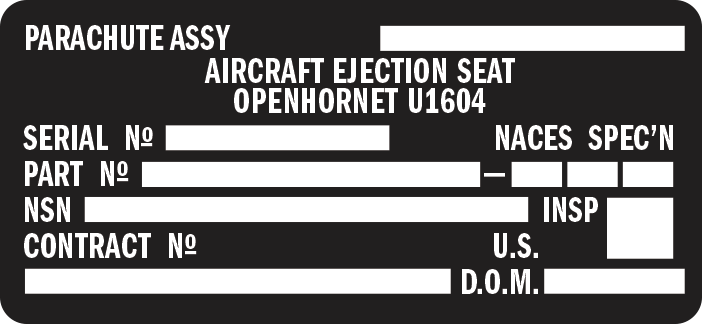 PARACHUTE ASSY
AIRCRAFT EJECTION SEAT
OPENHORNET U1604
SERIAL Nº NACES SPEC'N
PART Nº –
NSN INSP
CONTRACT Nº U.S.
D.O.M.